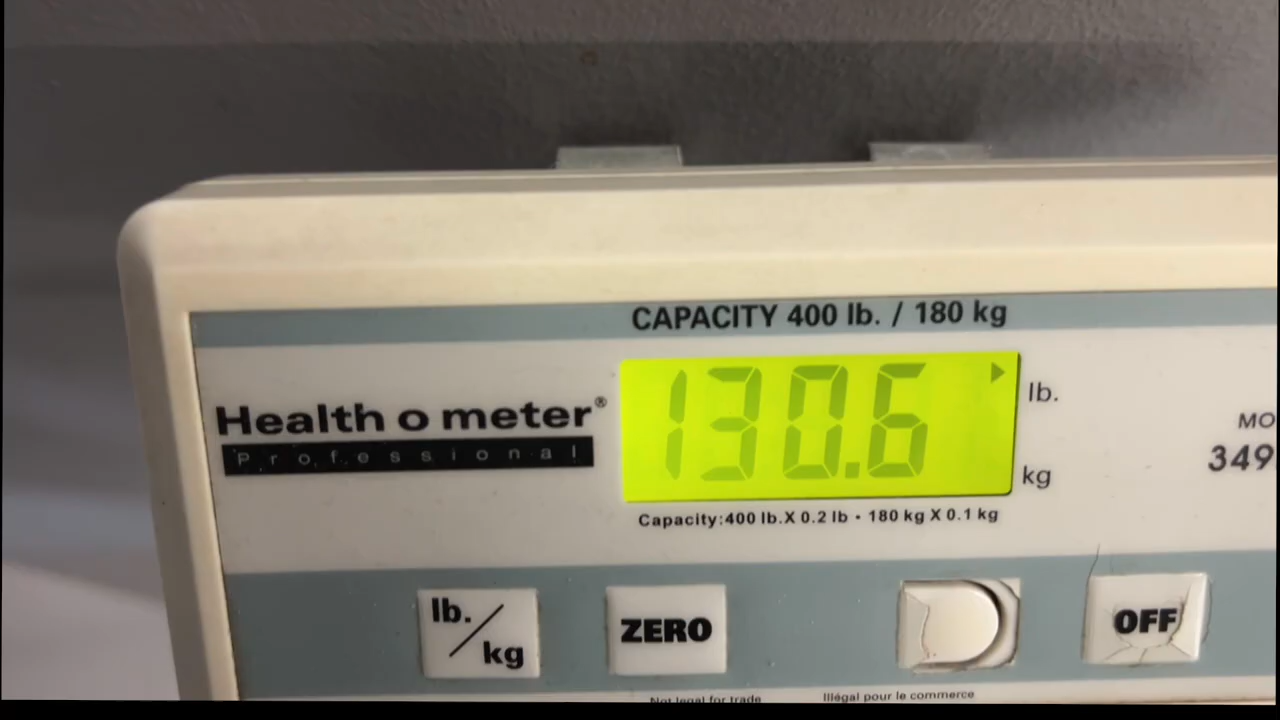 CAPACITY 400 lb. / 180 kg
Health o meter®
Professional
130.6
lb.
kg
MO
349
Capacity:400 lb.X 0.2 lb • 180 kg X 0.1 kg
lb./kg
ZERO
OFF
Not legal for trade
Illégal pour le commerce